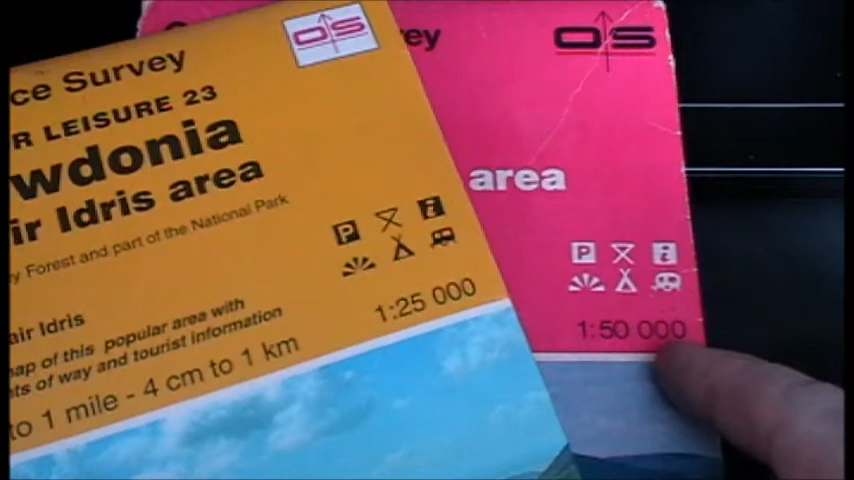 ce Survey
R LEISURE 23
wdonia
ir Idris area
y Forest and part of the National Park
P i
1:25 000
air Idris
ap of this popular area with
ts of way and tourist information
to 1 mile - 4 cm to 1 km
OS
ey
OS
area
P i
1:50 000